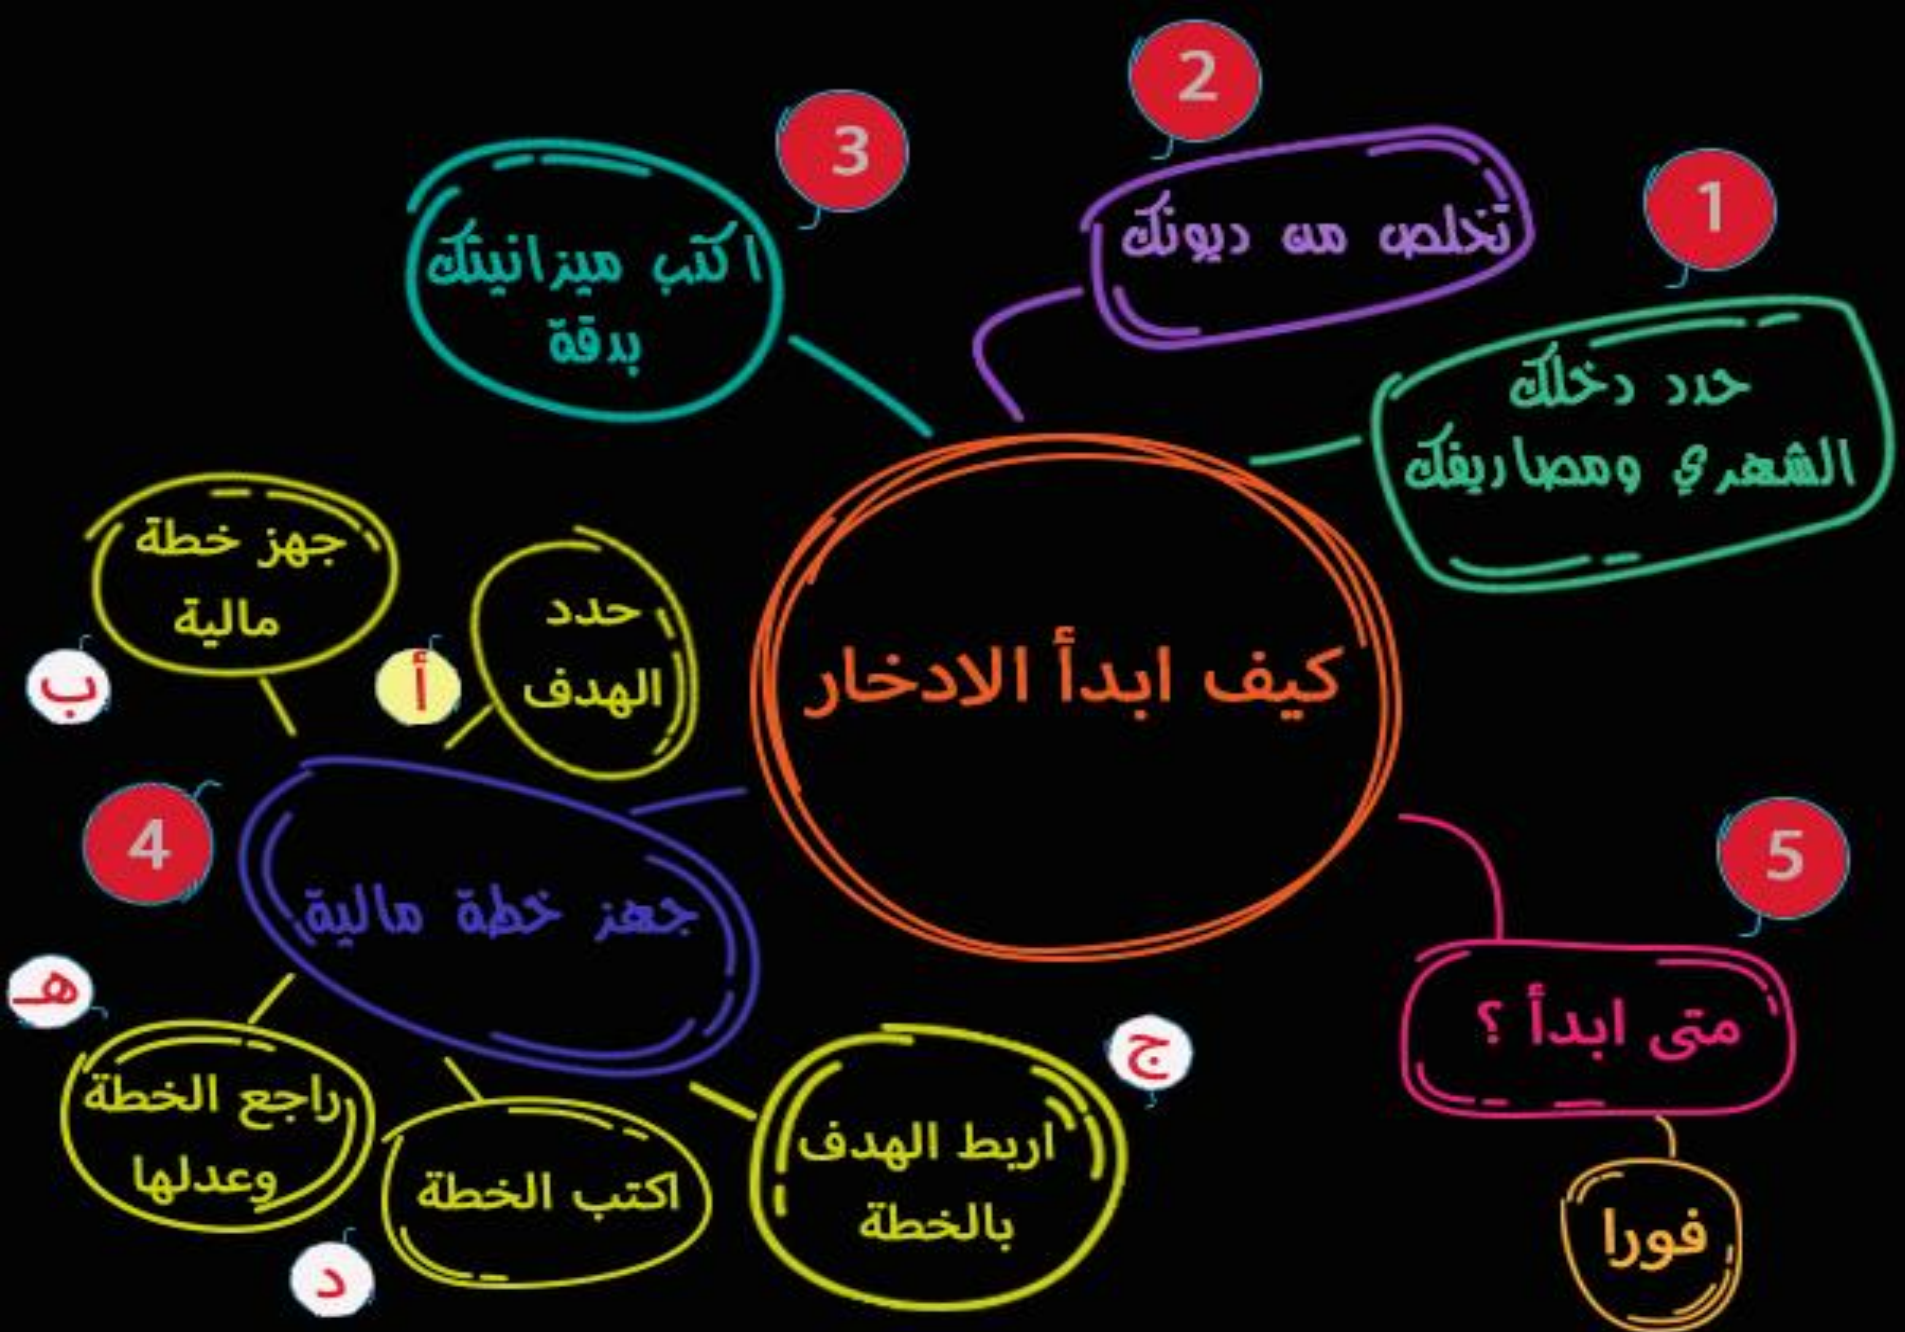 كيف ابدأ الادخار
1
حدد دخلك
الشهري ومصاريفك
2
تخلص من ديونك
3
اكتب ميزانيتك
بدقة
4
جهز خطة مالية
أ
حدد
الهدف
ب
جهز خطة
مالية
ج
اربط الهدف
بالخطة
د
اكتب الخطة
هـ
راجع الخطة
وعدلها
5
متى ابدأ ؟
فورا